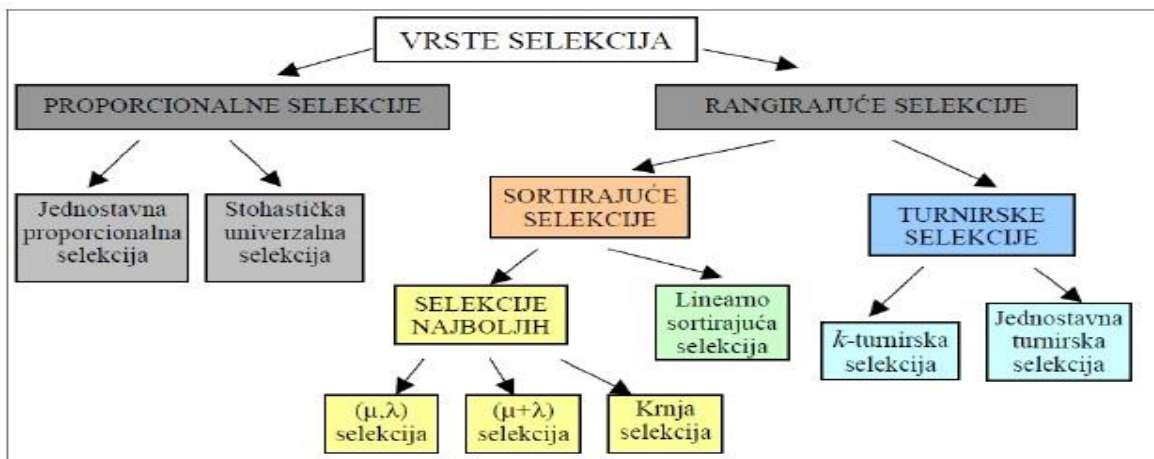 VRSTE SELEKCIJA
PROPORCIONALNE SELEKCIJE
RANGIRAJUĆE SELEKCIJE
Jednostavna
proporcionalna
selekcija
Stohastička
univerzalna
selekcija
SORTIRAJUĆE
SELEKCIJE
TURNIRSKE
SELEKCIJE
SELEKCIJE
NAJBOLJIH
Linearno
sortirajuća
selekcija
k-turnirska
selekcija
Jednostavna
turnirska
selekcija
(μ,λ)
selekcija
(μ+λ)
selekcija
Krnja
selekcija